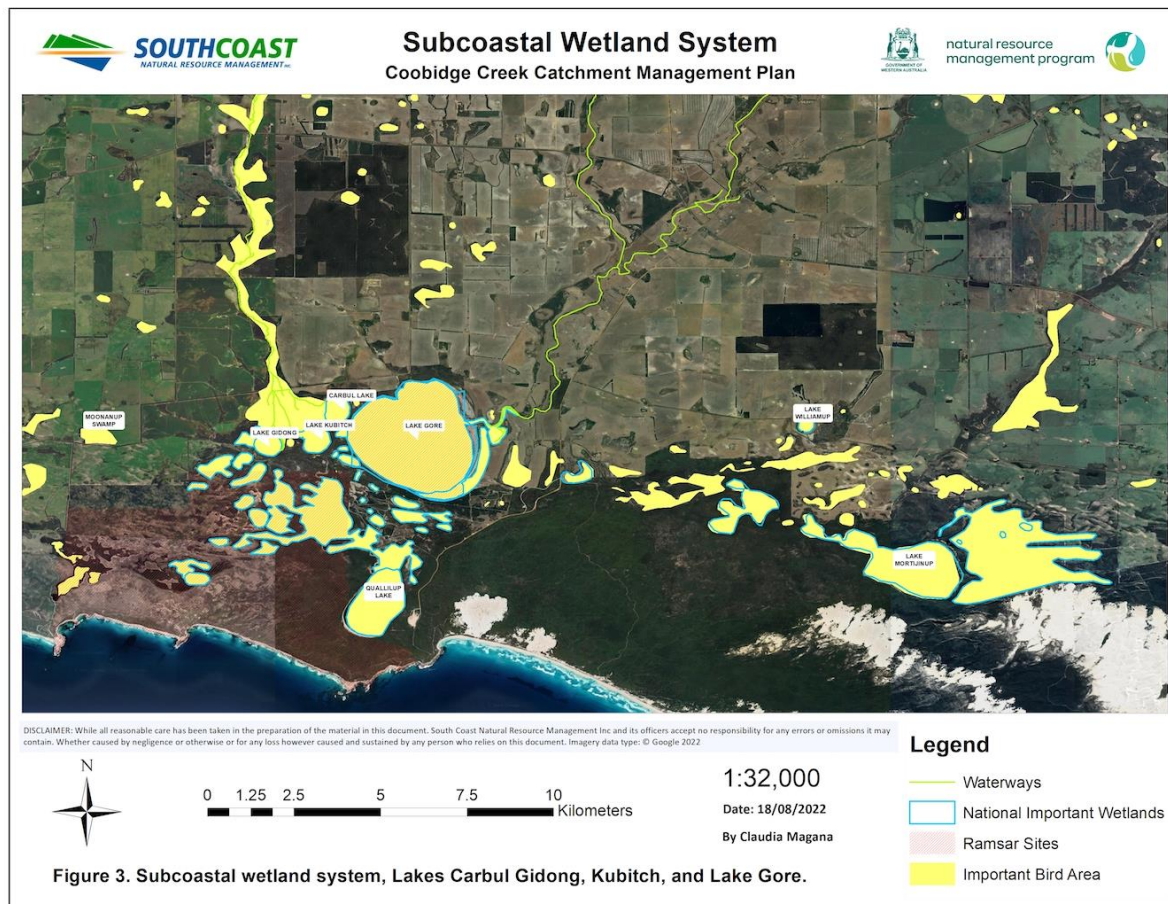 SOUTHCOAST
NATURAL RESOURCE MANAGEMENT INC
Subcoastal Wetland System
Coobidge Creek Catchment Management Plan
GOVERNMENT OF
WESTERN AUSTRALIA
natural resource
management program
CARBUL LAKE
MOONANUP
SWAMP
LAKE GIDONG
LAKE KUBITCH
LAKE GORE
LAKE
WILLIAMUP
LAKE
MORTIJINUP
QUALLILUP
LAKE
DISCLAIMER: While all reasonable care has been taken in the preparation of the material in this document. South Coast Natural Resource Management Inc and its officers accept no responsibility for any errors or omissions it may
contain. Whether caused by negligence or otherwise or for any loss however caused and sustained by any person who relies on this document. Imagery data type: © Google 2022
Legend
Waterways
National Important Wetlands
Ramsar Sites
Important Bird Area
N
0 1.25 2.5 5 7.5 10
Kilometers
1:32,000
Date: 18/08/2022
By Claudia Magana
Figure 3. Subcoastal wetland system, Lakes Carbul Gidong, Kubitch, and Lake Gore.